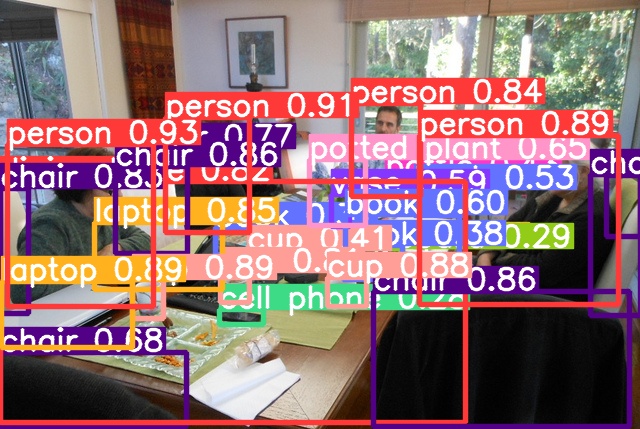 person 0.84
person 0.91
person 0.89
person 0.93
chair 0.77
chair 0.86
potted plant 0.65
chair 0.85
0.82
0.59
0.53
laptop 0.85
book 0.60
book 0.38
0.29
cup 0.41
laptop 0.89
0.89
cup 0.88
chair 0.86
cell phone
chair 0.68